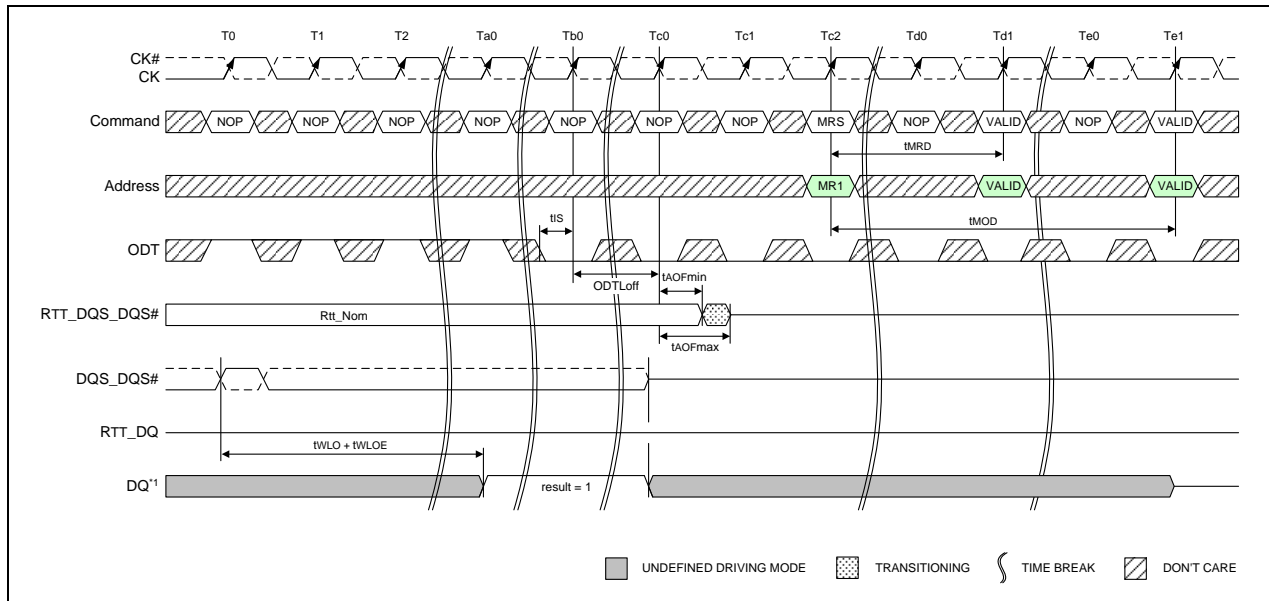 T0 T1 T2 Ta0 Tb0 Tc0 Tc1 Tc2 Td0 Td1 Te0 Te1
CK#
CK
Command NOP NOP NOP NOP NOP NOP NOP MRS NOP VALID NOP VALID
tMRD
Address MR1 VALID VALID
tIS tMOD
ODT
ODTLoff tAOFmin
RTT_DQS_DQS# Rtt_Nom
tAOFmax
DQS_DQS#
RTT_DQ
tWLO + tWLOE
DQ*1 result = 1
UNDEFINED DRIVING MODE TRANSITIONING TIME BREAK DON'T CARE